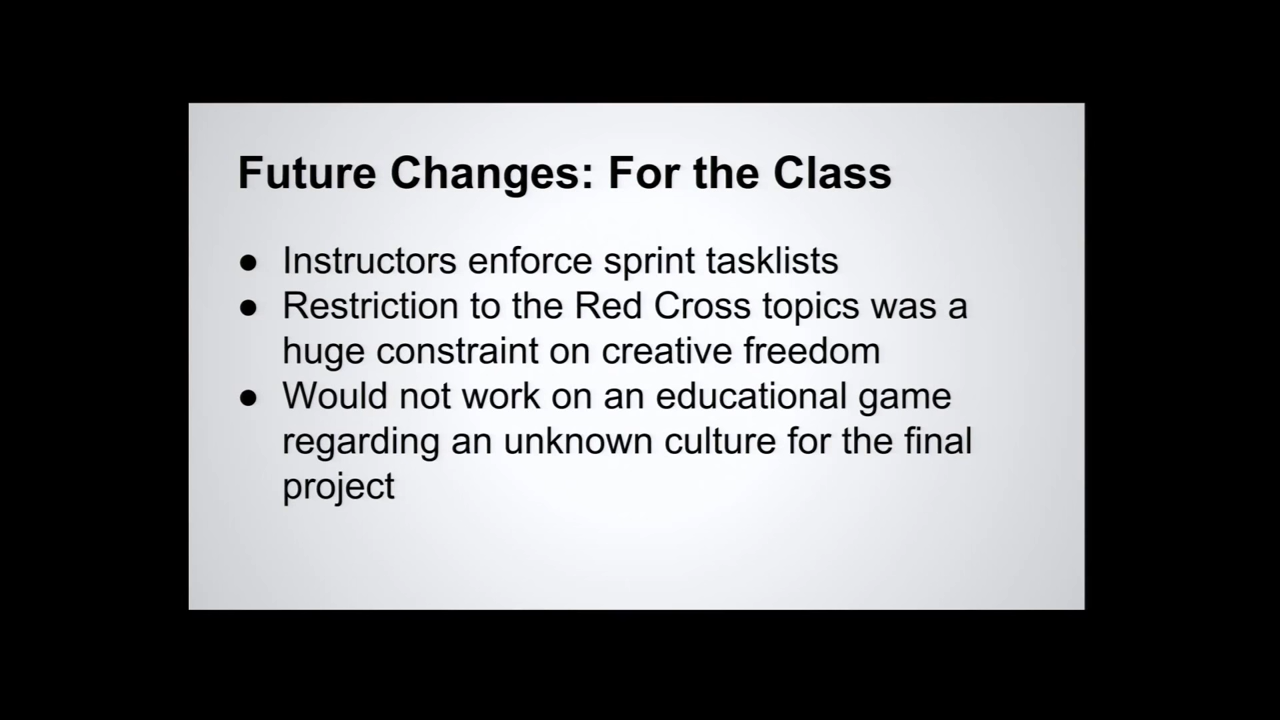 Future Changes: For the Class
● Instructors enforce sprint tasklists
● Restriction to the Red Cross topics was a
huge constraint on creative freedom
● Would not work on an educational game
regarding an unknown culture for the final
project